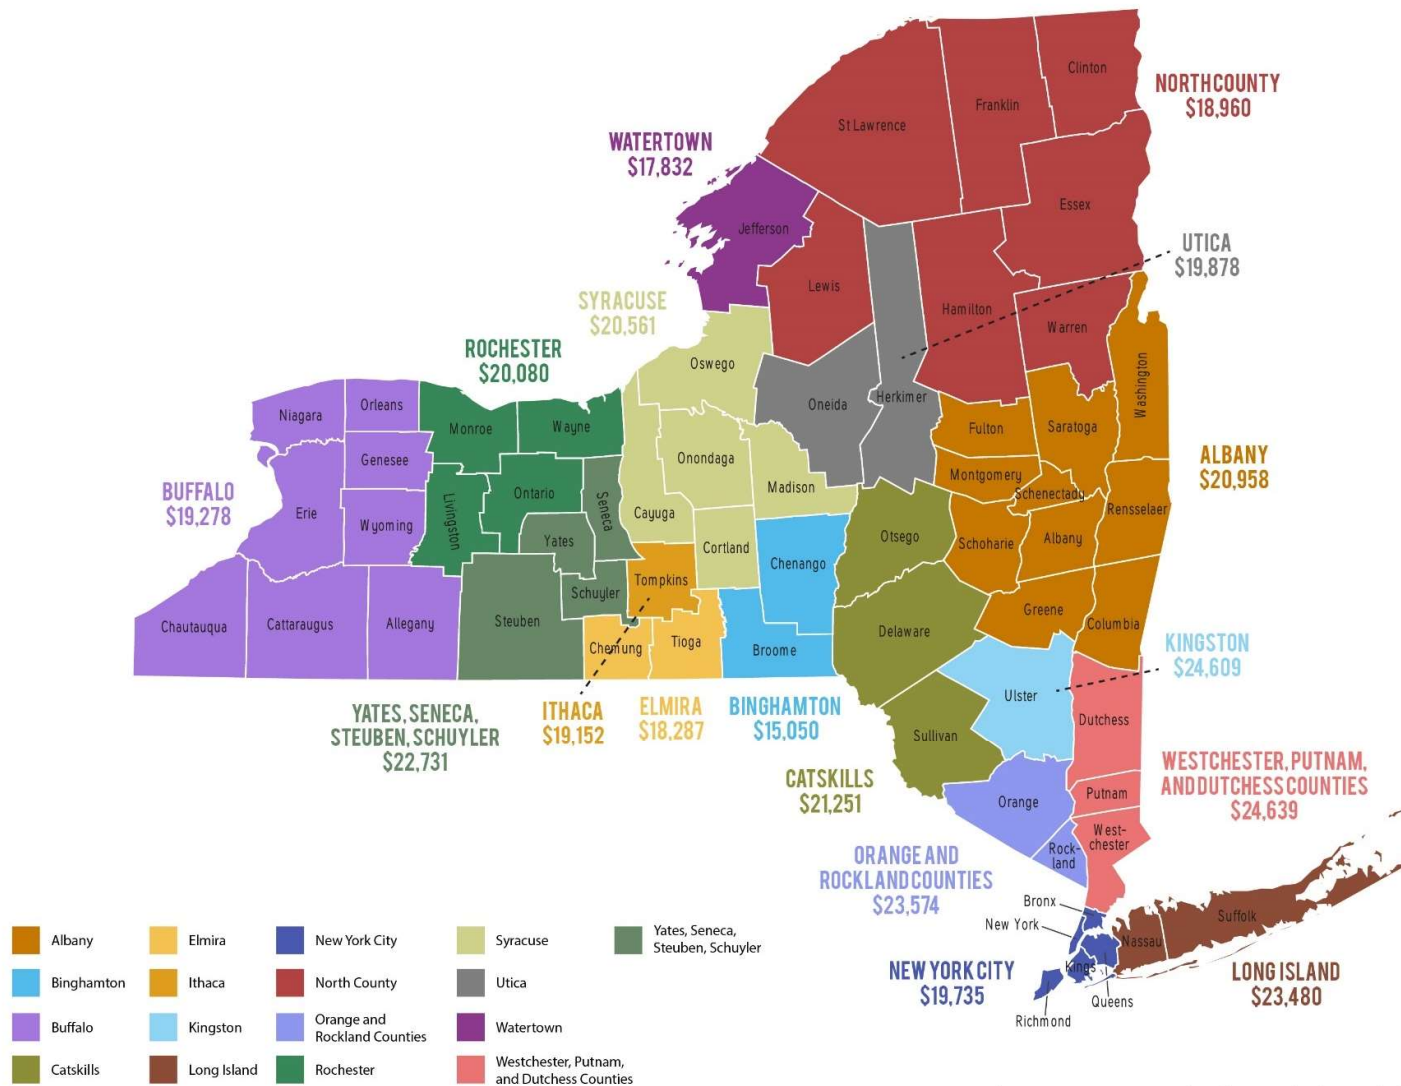 Clinton
NORTH COUNTY
$18,960
Franklin
St Lawrence
WATERTOWN
$17,832
Essex
Jefferson
UTICA
$19,878
Lewis
SYRACUSE
$20,561
Hamilton
Warren
ROCHESTER
$20,080
Oswego
Washington
Niagara
Orleans
Oneida
Herkimer
Monroe
Wayne
Fulton
Saratoga
Genesee
Onondaga
Montgomery
ALBANY
$20,958
BUFFALO
$19,278
Ontario
Madison
Schenectady
Livingston
Seneca
Erie
Wyoming
Cayuga
Rensselaer
Yates
Cortland
Otsego
Schoharie
Albany
Chenango
Tompkins
Schuyler
Greene
Chautauqua
Cattaraugus
Allegany
Steuben
Columbia
Delaware
Chemung
Tioga
Broome
KINGSTON
$24,609
Ulster
YATES, SENECA,
STEUBEN, SCHUYLER
$22,731
ITHACA
$19,152
ELMIRA
$18,287
BINGHAMTON
$15,050
Dutchess
Sullivan
CATSKILLS
$21,251
WESTCHESTER, PUTNAM,
AND DUTCHESS COUNTIES
$24,639
Putnam
Orange
West-
chester
Rock-
land
ORANGE AND
ROCKLAND COUNTIES
$23,574
Bronx
New York
Suffolk
Nassau
Kings
NEW YORK CITY
$19,735
LONG ISLAND
$23,480
Queens
Richmond
Albany
Elmira
New York City
Syracuse
Yates, Seneca,
Steuben, Schuyler
Binghamton
Ithaca
North County
Utica
Buffalo
Kingston
Orange and
Rockland Counties
Watertown
Catskills
Long Island
Rochester
Westchester, Putnam,
and Dutchess Counties